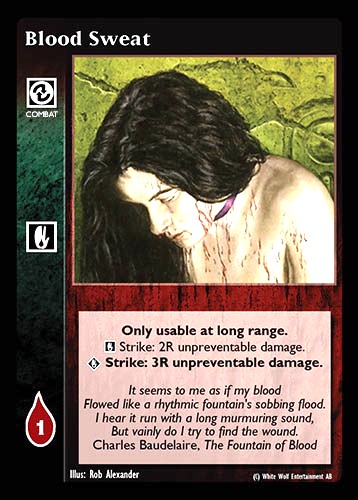 Blood Sweat
COMBAT
Only usable at long range.
Strike: 2R unpreventable damage.
Strike: 3R unpreventable damage.
It seems to me as if my blood
Flowed like a rhythmic fountain's sobbing flood.
I hear it run with a long murmuring sound,
But vainly do I try to find the wound.
Charles Baudelaire, The Fountain of Blood
1
Illus: Rob Alexander
(C) White Wolf Entertainment AB